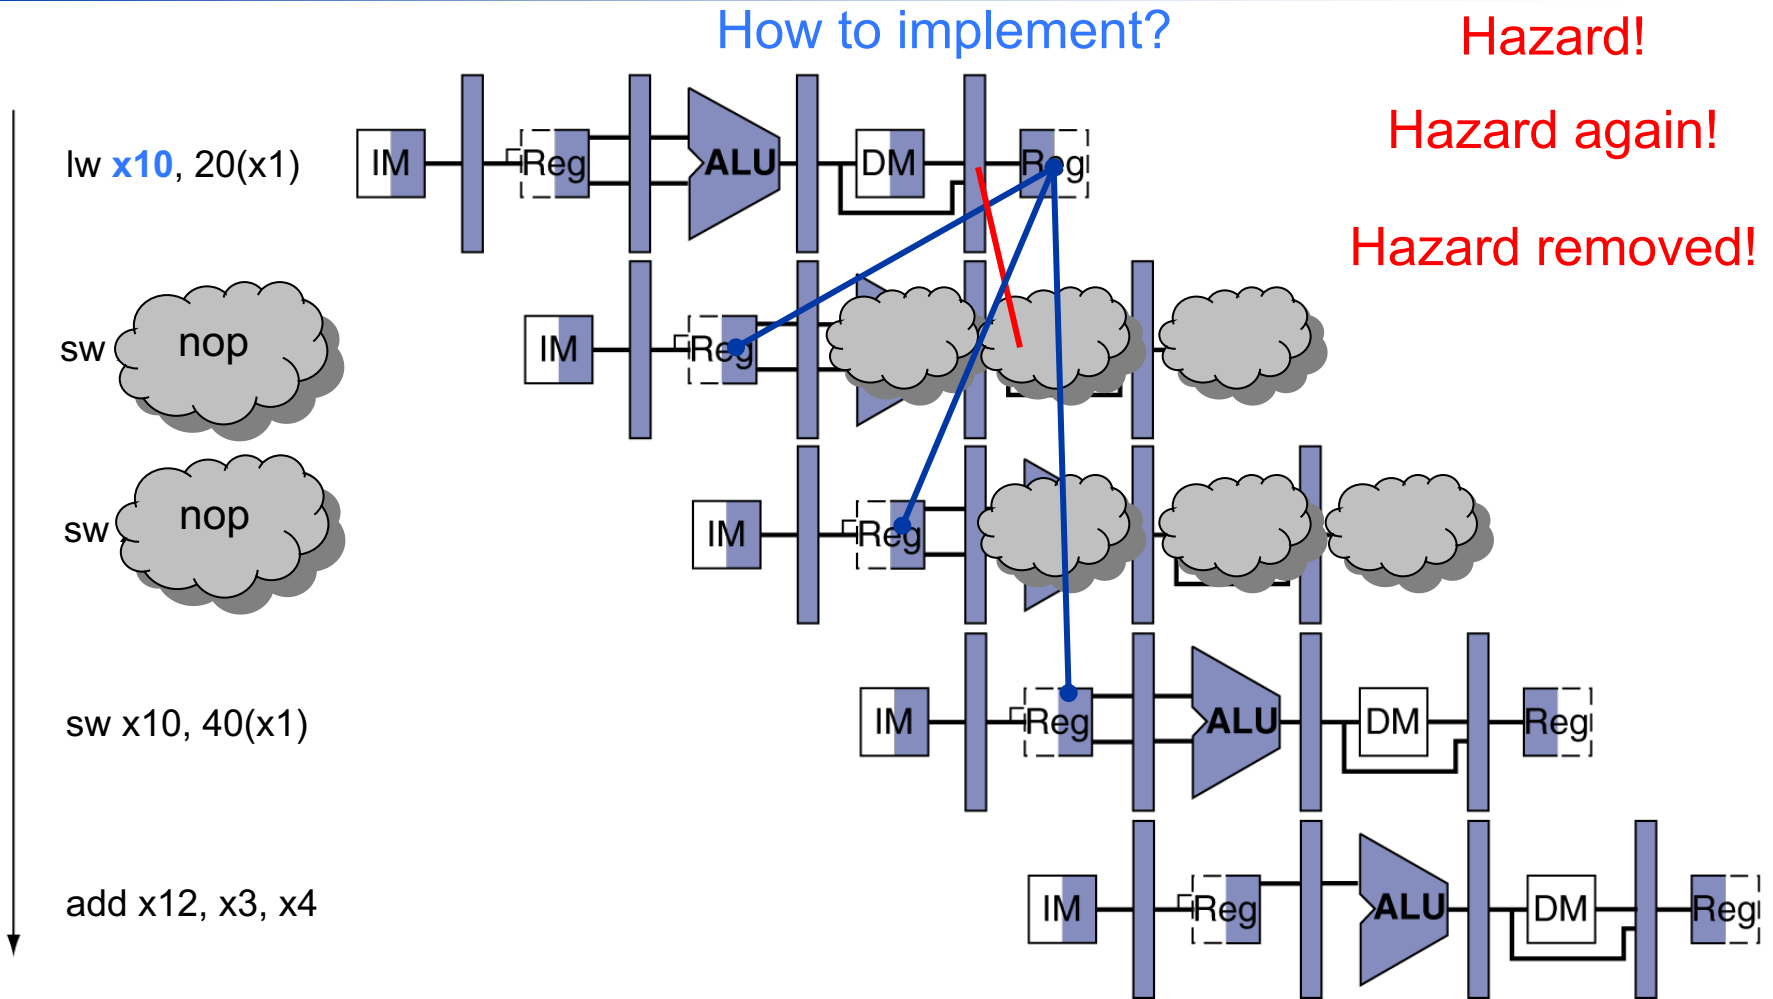 How to implement?
Hazard!
Hazard again!
Hazard removed!
lw x10, 20(x1)
IM Reg ALU DM Reg
sw nop
IM Reg
sw nop
IM Reg
sw x10, 40(x1)
IM Reg ALU DM Reg
add x12, x3, x4
IM Reg ALU DM Reg